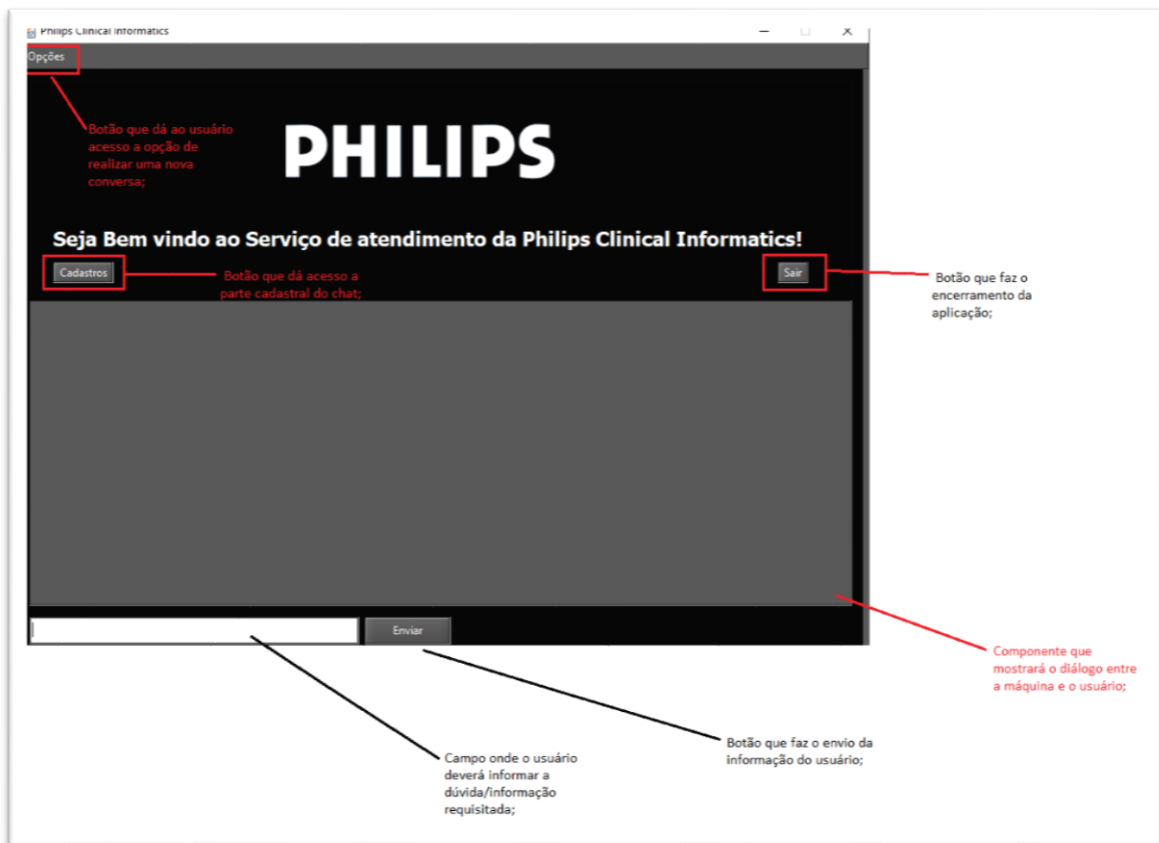 Philips Clinical Informatics
Opções
Botão que dá ao usuário
acesso a opção de
realizar uma nova
conversa;
PHILIPS
Seja Bem vindo ao Serviço de atendimento da Philips Clinical Informatics!
Cadastros
Botão que dá acesso a
parte cadastral do chat;
Sair
Botão que faz o
encerramento da
aplicação;
Enviar
Componente que
mostrará o diálogo entre
a máquina e o usuário;
Botão que faz o envio da
informação do usuário;
Campo onde o usuário
deverá informar a
dúvida/informação
requisitada;